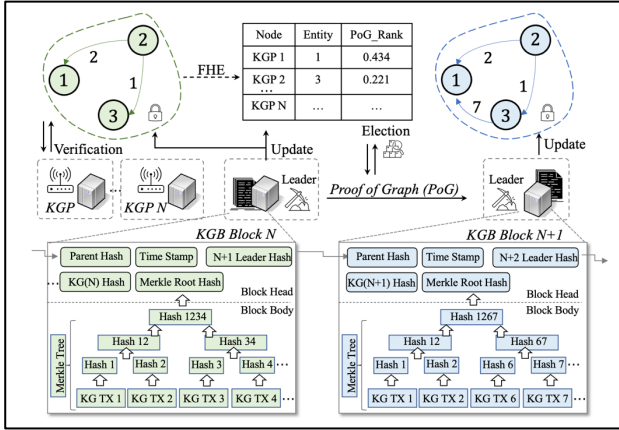 2
1
2
1
3
FHE
Node Entity PoG_Rank
KGP 1 1 0.434
KGP 2 3 0.221
...
KGP N ... ...
2
1
2
7
1
3
Verification
Update
Election
Update
KGP
...
KGP N
Leader
Proof of Graph (PoG)
Leader
KGB Block N
Parent Hash Time Stamp N+1 Leader Hash
... KG(N) Hash Merkle Root Hash
Block Head
Block Body
Merkle Tree
Hash 1234
Hash 12 Hash 34
Hash 1 Hash 2 Hash 3 Hash 4 ...
KG TX 1 KG TX 2 KG TX 3 KG TX 4 ...
KGB Block N+1
Parent Hash Time Stamp N+2 Leader Hash
KG(N+1) Hash Merkle Root Hash
Block Head
Block Body
Merkle Tree
Hash 1267
Hash 12 Hash 67
Hash 1 Hash 2 Hash 6 Hash 7 ...
KG TX 1 KG TX 2 KG TX 6 KG TX 7 ...